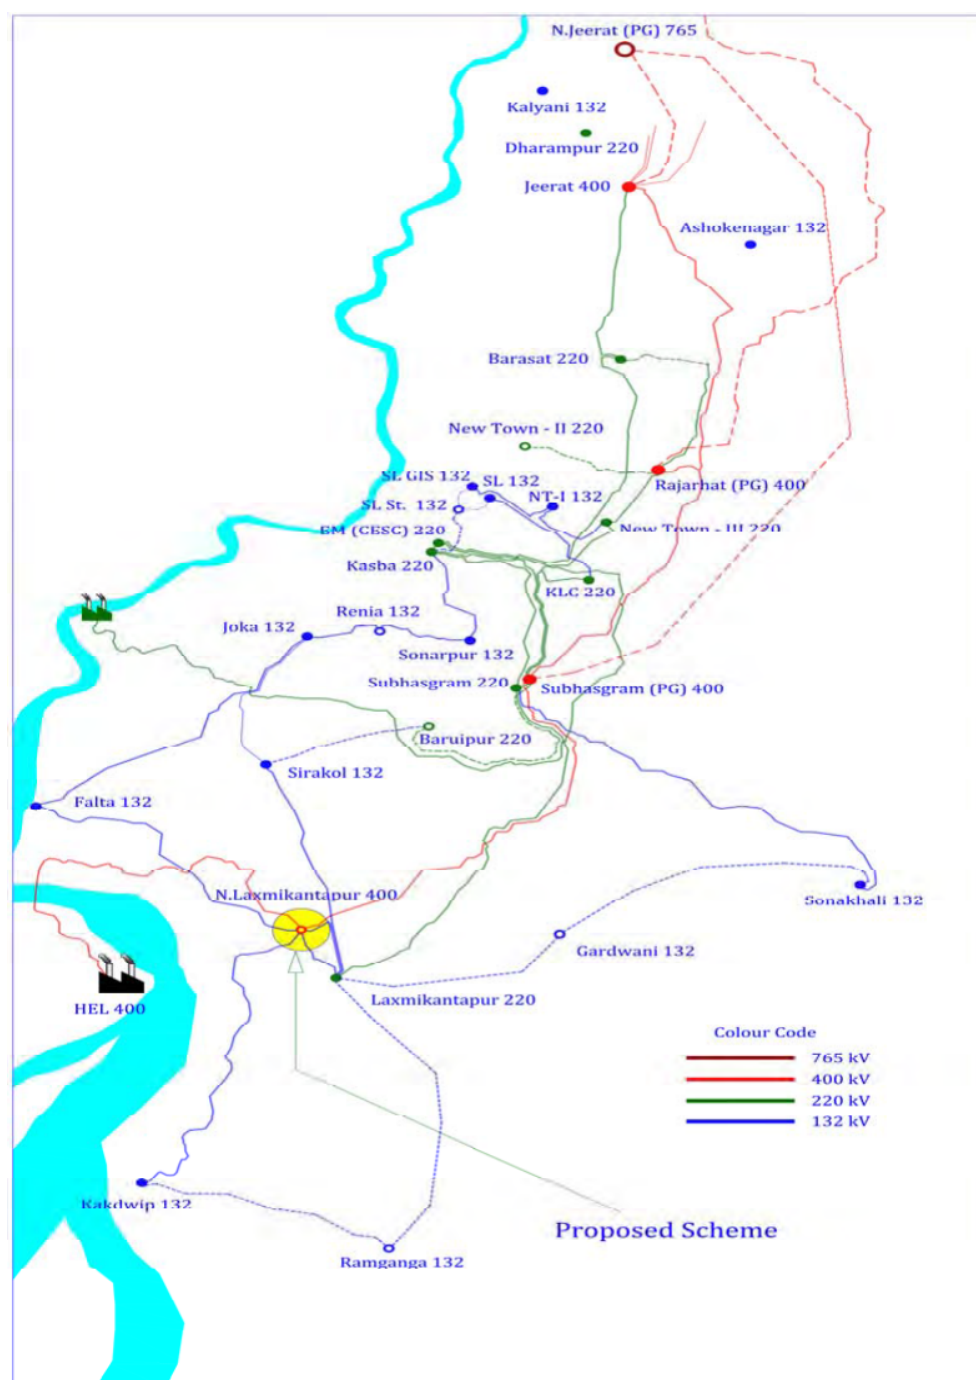 N.Jeerat (PG) 765
Kalyani 132
Dharampur 220
Jeerat 400
Ashokenagar 132
Barasat 220
New Town - II 220
SL GIS 132
SL 132
Rajarhat (PG) 400
NT-I 132
SL St. 132
New Town - III 220
EM (CESC) 220
Kasba 220
KLC 220
Renia 132
Joka 132
Sonarpur 132
Subhasgram 220
Subhasgram (PG) 400
Baruipur 220
Sirakol 132
Falta 132
N.Laxmikantapur 400
Sonakhali 132
Gardwani 132
Laxmikantapur 220
HEL 400
Colour Code
765 kV
400 kV
220 kV
132 kV
Kakdwip 132
Proposed Scheme
Ramganga 132